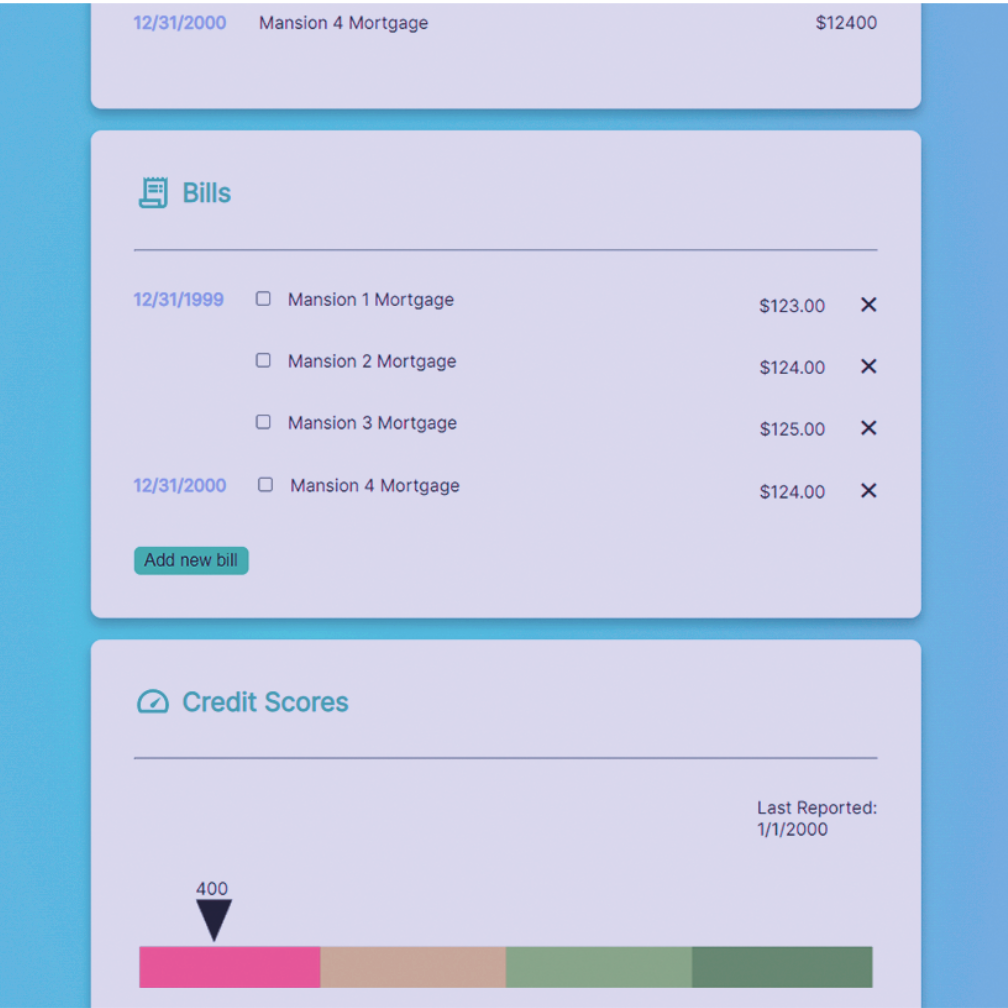 12/31/2000 Mansion 4 Mortgage $12400
Bills
12/31/1999 Mansion 1 Mortgage $123.00
Mansion 2 Mortgage $124.00
Mansion 3 Mortgage $125.00
12/31/2000 Mansion 4 Mortgage $124.00
Add new bill
Credit Scores
Last Reported:
1/1/2000
400